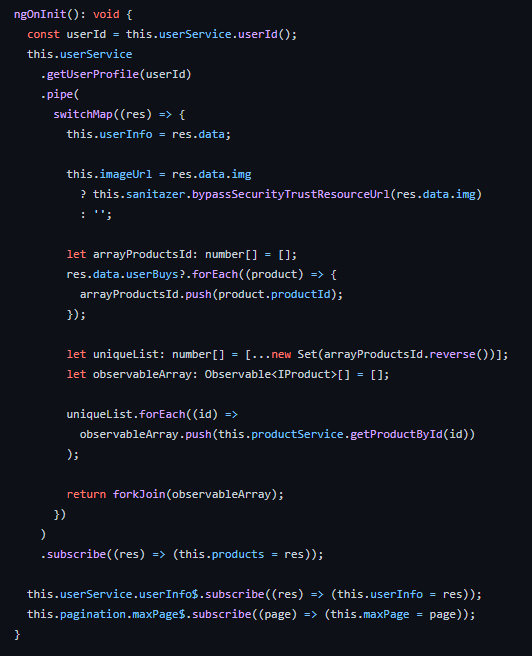 ngOnInit(): void {
  const userId = this.userService.userId();
  this.userService
    .getUserProfile(userId)
    .pipe(
      switchMap((res) => {
        this.userInfo = res.data;

        this.imageUrl = res.data.img
          ? this.sanitazer.bypassSecurityTrustResourceUrl(res.data.img)
          : '';

        let arrayProductsId: number[] = [];
        res.data.userBuys?.forEach((product) => {
          arrayProductsId.push(product.productId);
        });

        let uniqueList: number[] = [...new Set(arrayProductsId.reverse())];
        let observableArray: Observable<IProduct>[] = [];

        uniqueList.forEach((id) =>
          observableArray.push(this.productService.getProductById(id))
        );

        return forkJoin(observableArray);
      })
    )
    .subscribe((res) => (this.products = res));

  this.userService.userInfo$.subscribe((res) => (this.userInfo = res));
  this.pagination.maxPage$.subscribe((page) => (this.maxPage = page));
}